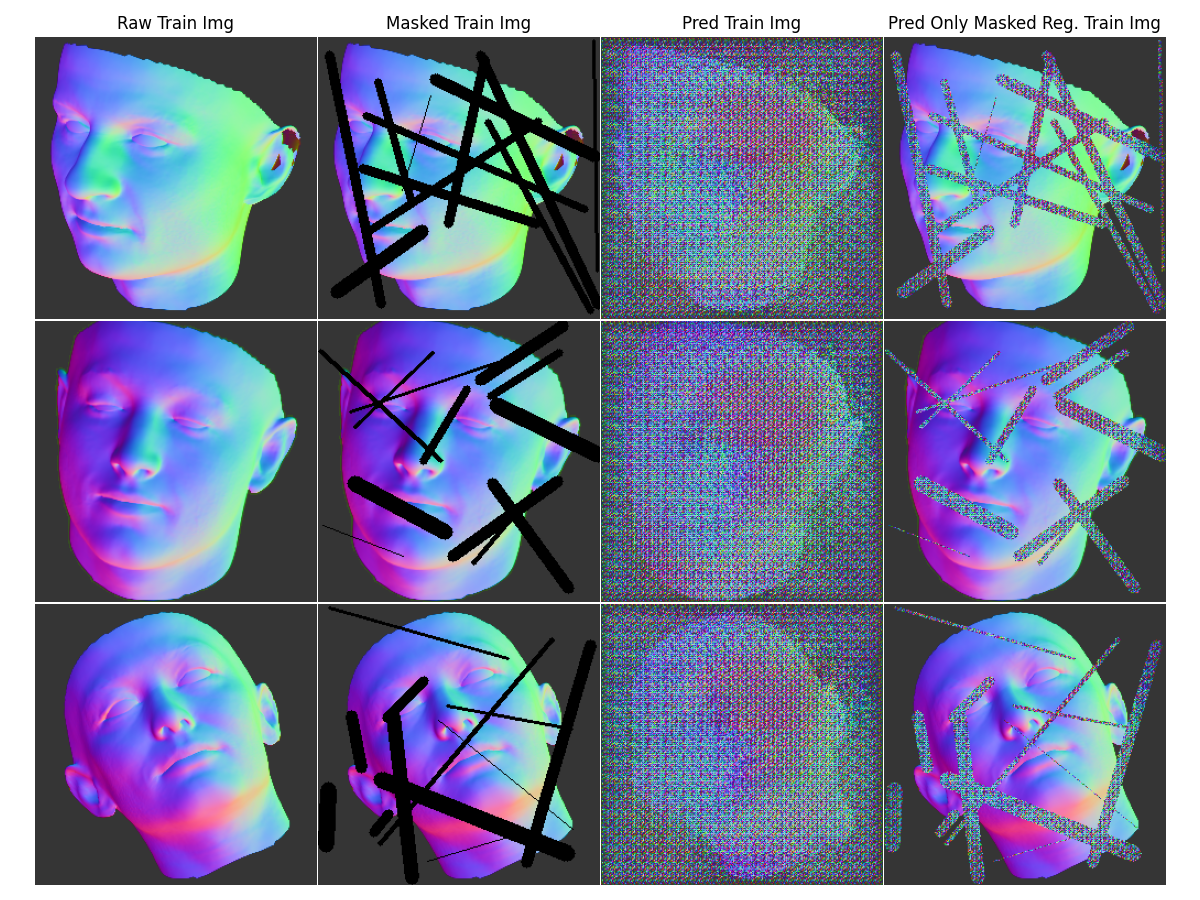 Raw Train Img
Masked Train Img
Pred Train Img
Pred Only Masked Reg. Train Img